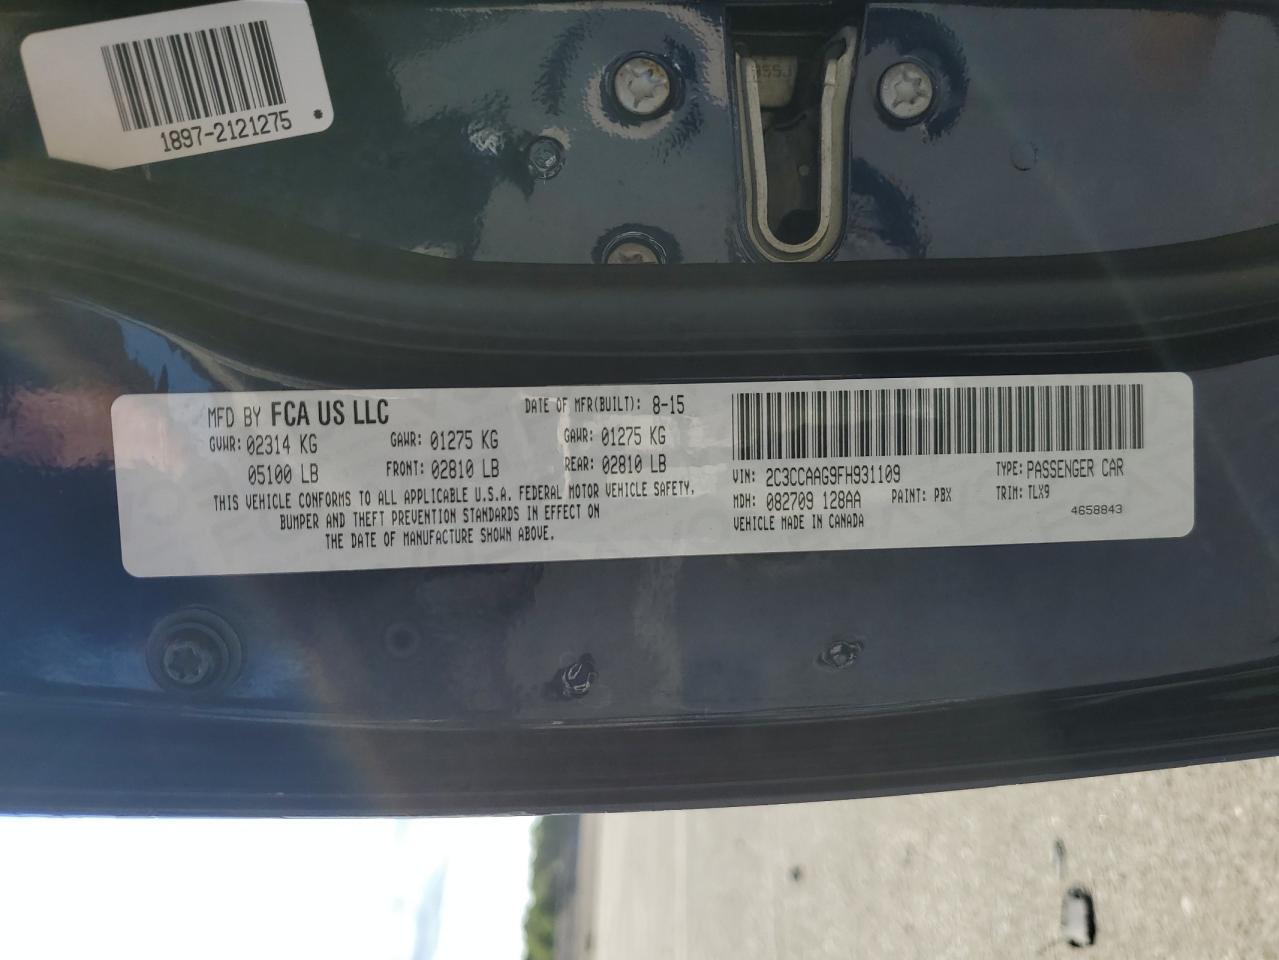 1897-2121275
MFD BY FCA US LLC DATE OF MFR(BUILT): 8-15
GVWR: 02314 KG GAWR: 01275 KG GAWR: 01275 KG
05100 LB FRONT: 02810 LB REAR: 02810 LB
THIS VEHICLE CONFORMS TO ALL APPLICABLE U.S.A. FEDERAL MOTOR VEHICLE SAFETY,
BUMPER AND THEFT PREVENTION STANDARDS IN EFFECT ON
THE DATE OF MANUFACTURE SHOWN ABOVE.
VIN: 2C3CCAAG9FH931109 TYPE: PASSENGER CAR
MDH: 082709 128AA PAINT: PBX TRIM: TLX9
VEHICLE MADE IN CANADA 4658843